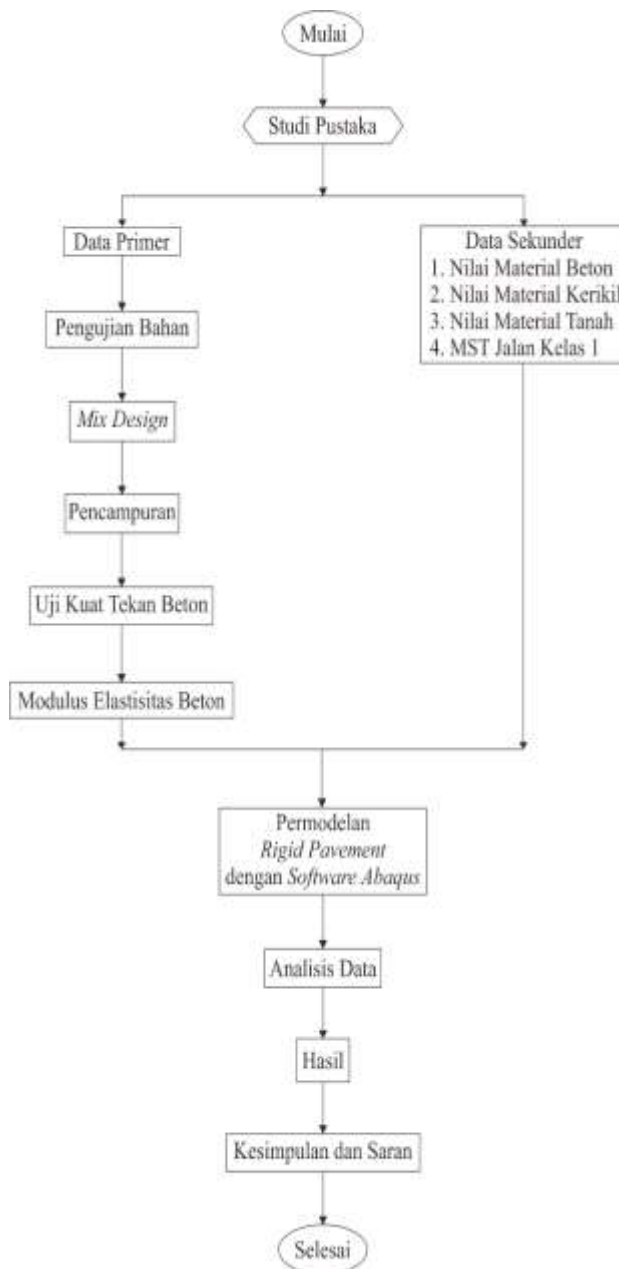 Mulai
Studi Pustaka
Data Primer
Pengujian Bahan
Mix Design
Pencampuran
Uji Kuat Tekan Beton
Modulus Elastisitas Beton
Data Sekunder
1. Nilai Material Beton
2. Nilai Material Kerikil
3. Nilai Material Tanah
4. MST Jalan Kelas 1
Permodelan
Rigid Pavement
dengan Software Abaqus
Analisis Data
Hasil
Kesimpulan dan Saran
Selesai